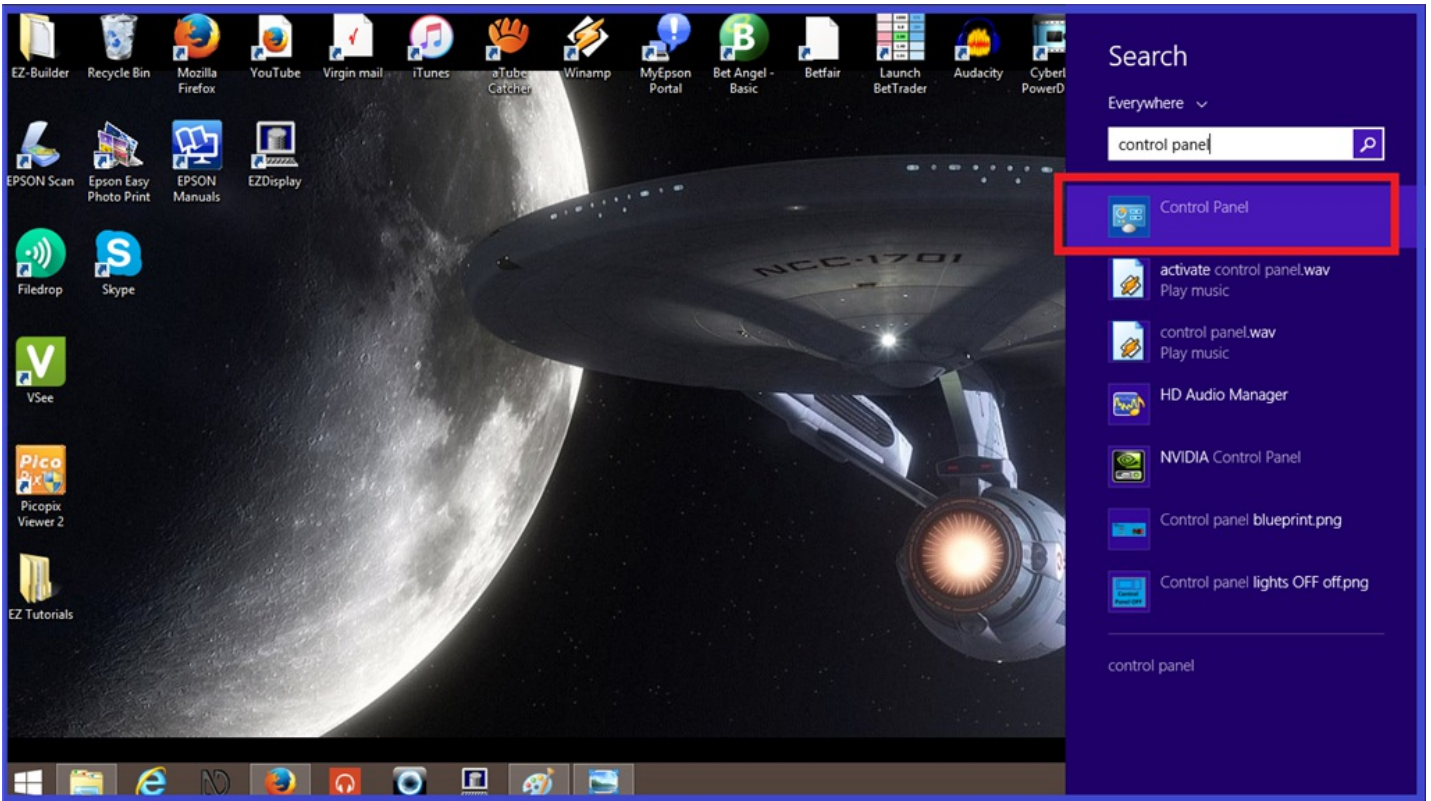 EZ-Builder
Recycle Bin
Mozilla
Firefox
YouTube
Virgin mail
iTunes
aTube
Catcher
Winamp
MyEpson
Portal
Bet Angel -
Basic
Betfair
Launch
BetTrader
Audacity
Cyberl
PowerD
EPSON Scan
Epson Easy
Photo Print
EPSON
Manuals
EZDisplay
Filedrop
Skype
VSee
Pico
Picopix
Viewer 2
EZ Tutorials
NCC-1701
Search
Everywhere
control panel
Control Panel
activate control panel.wav
Play music
control panel.wav
Play music
HD Audio Manager
NVIDIA Control Panel
Control panel blueprint.png
Control panel lights OFF off.png
control panel